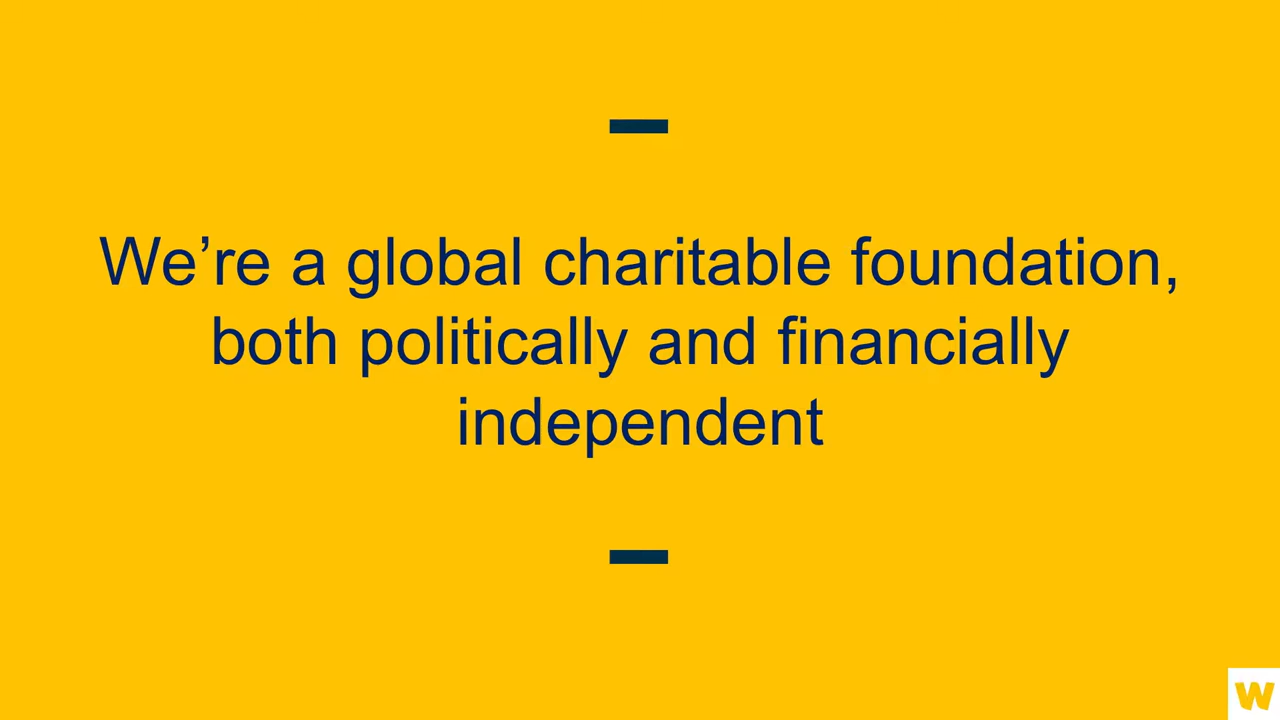 We’re a global charitable foundation,
both politically and financially
independent
W